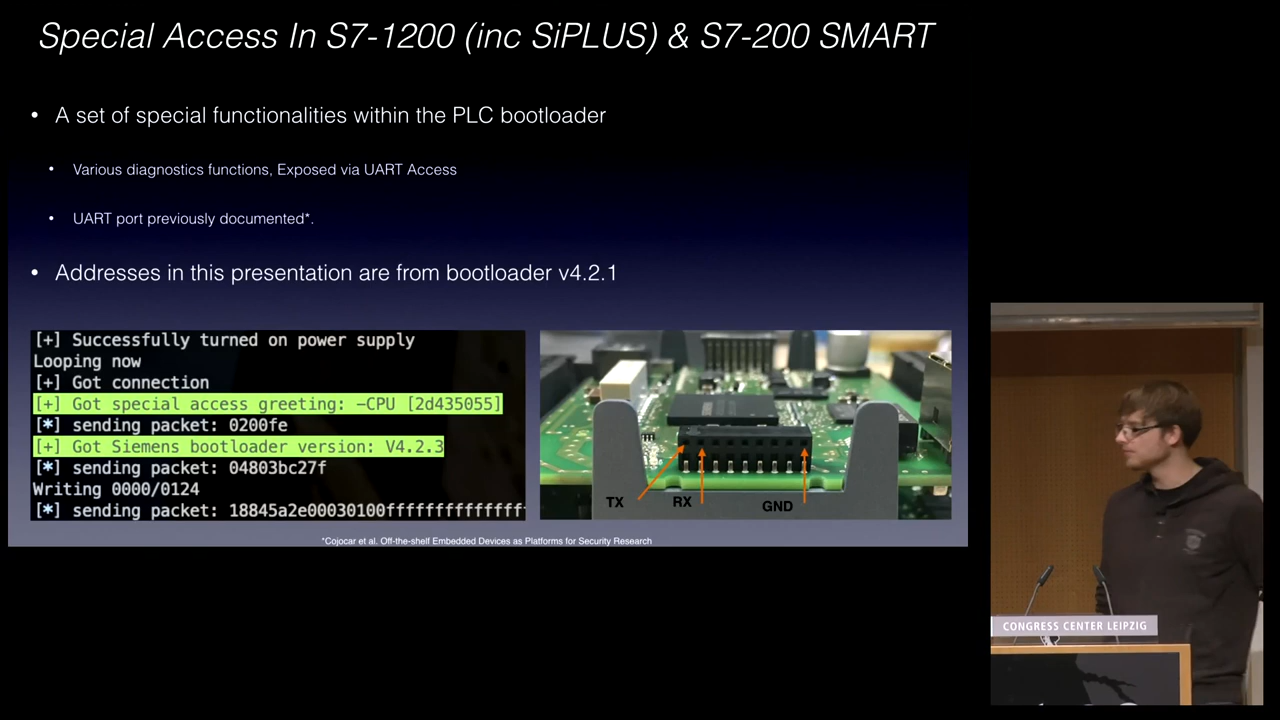 Special Access In S7-1200 (inc SiPLUS) & S7-200 SMART
• A set of special functionalities within the PLC bootloader
• Various diagnostics functions, Exposed via UART Access
• UART port previously documented*.
• Addresses in this presentation are from bootloader v4.2.1
[+] Successfully turned on power supply
Looping now
[+] Got connection
[+] Got special access greeting: -CPU [2d435055]
[*] sending packet: 0200fe
[+] Got Siemens bootloader version: V4.2.3
[*] sending packet: 04803bc27f
Writing 0000/0124
[*] sending packet: 18845a2e00030100ffffffffffffff
TX
RX
GND
*Cojocar et al. Off-the-shelf Embedded Devices as Platforms for Security Research
CONGRESS CENTER LEIPZIG